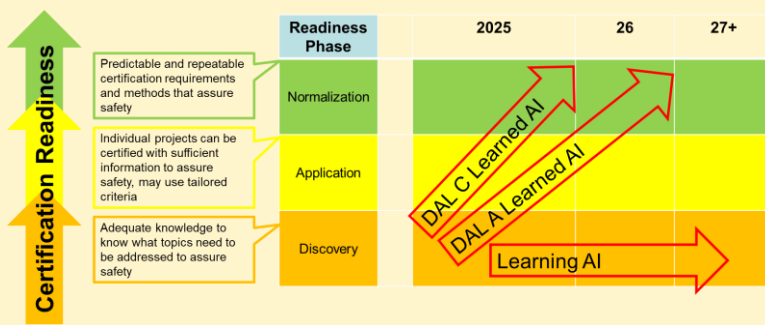 Certification Readiness
Readiness
Phase
2025
26
27+
Predictable and repeatable
certification requirements
and methods that assure
safety
Normalization
Individual projects can be
certified with sufficient
information to assure
safety, may use tailored
criteria
Application
Adequate knowledge to
know what topics need to
be addressed to assure
safety
Discovery
DAL C Learned AI
DAL A Learned AI
Learning AI